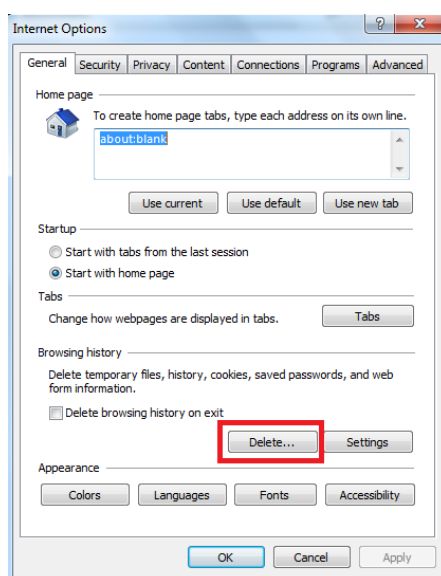 Internet Options
General Security Privacy Content Connections Programs Advanced
Home page
To create home page tabs, type each address on its own line.
about:blank
Use current Use default Use new tab
Startup
Start with tabs from the last session
Start with home page
Tabs
Change how webpages are displayed in tabs. Tabs
Browsing history
Delete temporary files, history, cookies, saved passwords, and web
form information.
Delete browsing history on exit
Delete... Settings
Appearance
Colors Languages Fonts Accessibility
OK Cancel Apply